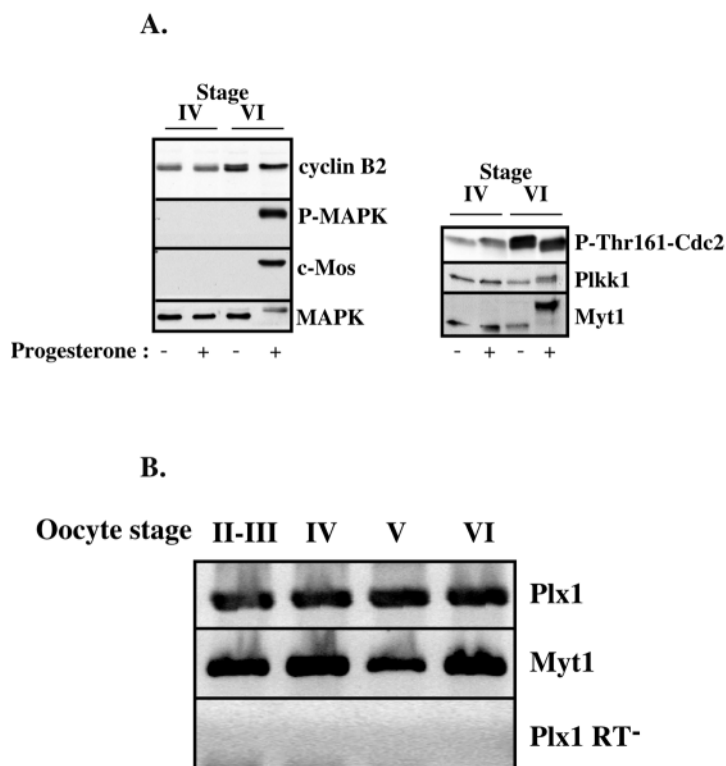 A.
Stage
IV VI
cyclin B2
P-MAPK
c-Mos
MAPK
Progesterone : - + - +
Stage
IV VI
P-Thr161-Cdc2
Plkk1
Myt1
- + - +
B.
Oocyte stage II-III IV V VI
Plx1
Myt1
Plx1 RT-